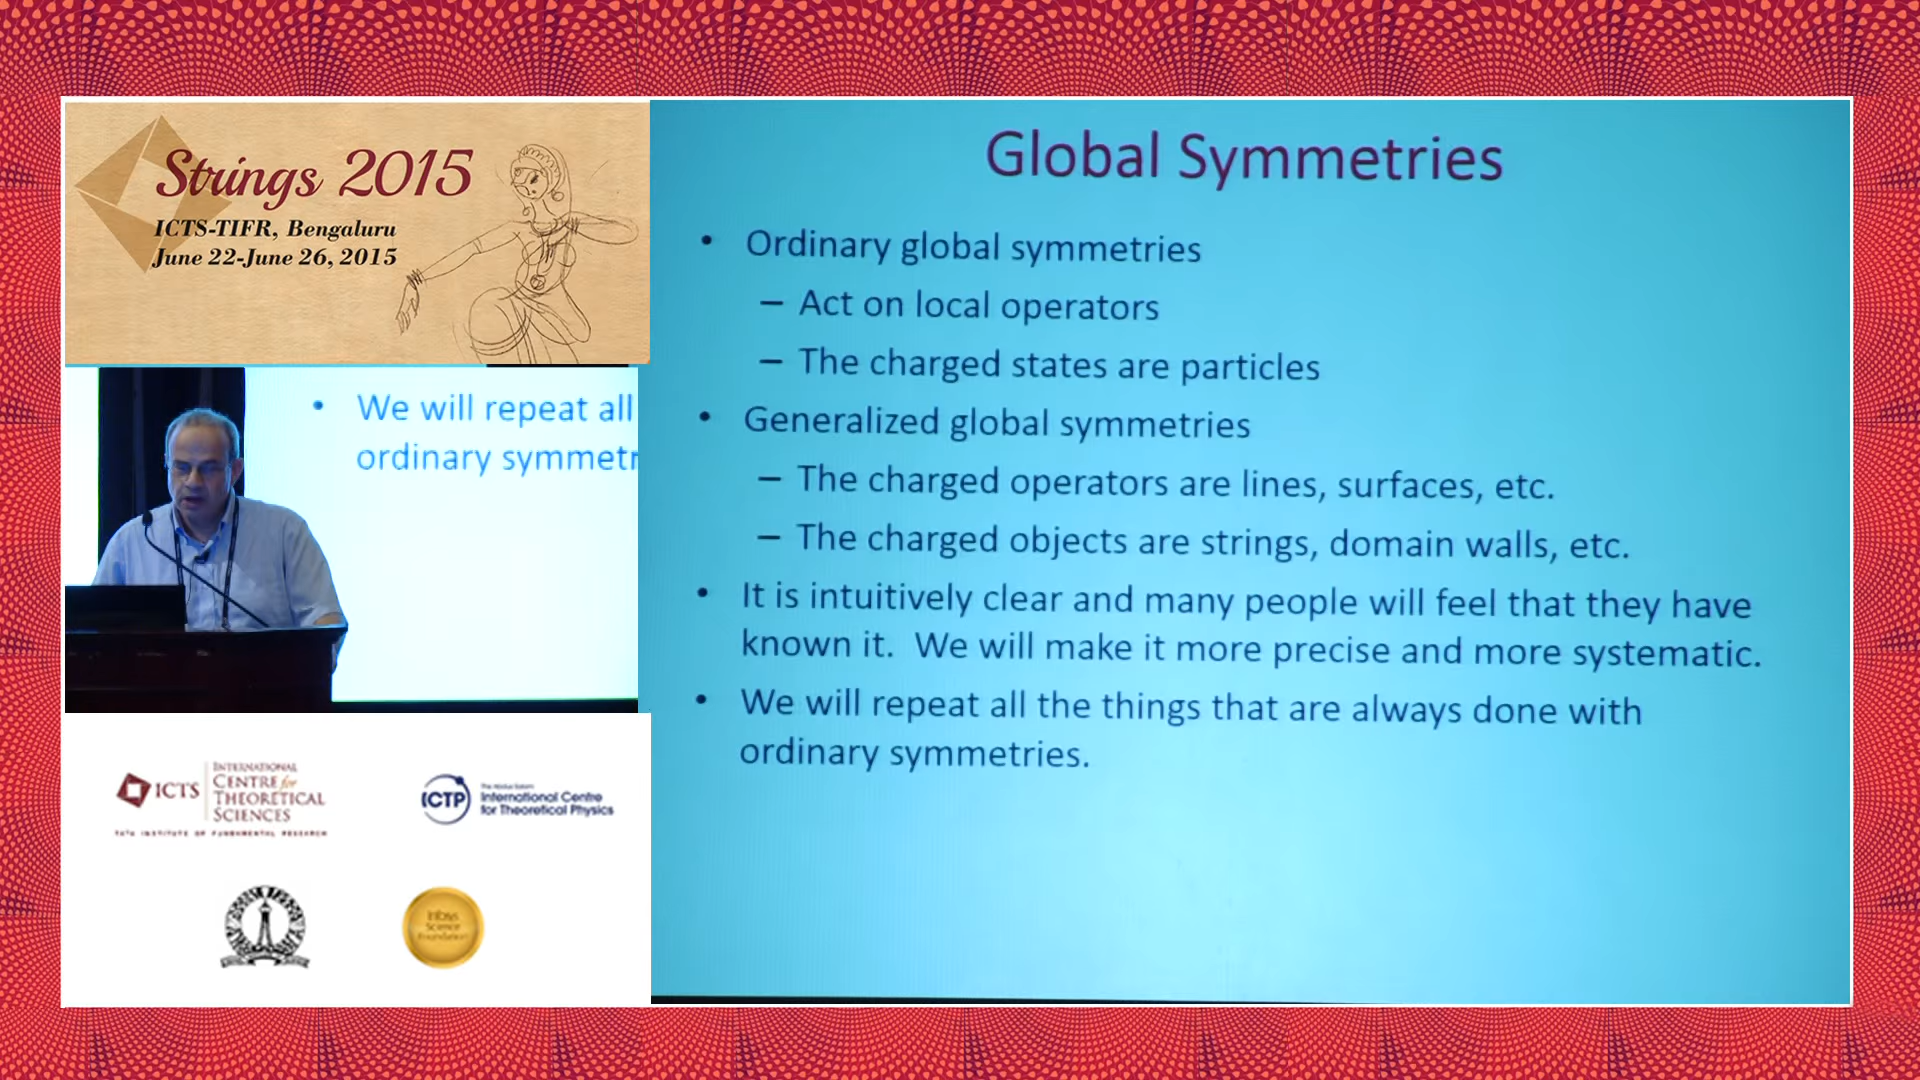 Strings 2015
ICTS-TIFR, Bengaluru
June 22-June 26, 2015
• We will repeat all
ordinary symmetr
ICTS
INTERNATIONAL
CENTRE for
THEORETICAL
SCIENCES
TATA INSTITUTE OF FUNDAMENTAL RESEARCH
ICTP
The Abdus Salam
International Centre
for Theoretical Physics
Infosys
Science
Foundation
Global Symmetries
• Ordinary global symmetries
– Act on local operators
– The charged states are particles
• Generalized global symmetries
– The charged operators are lines, surfaces, etc.
– The charged objects are strings, domain walls, etc.
• It is intuitively clear and many people will feel that they have
known it. We will make it more precise and more systematic.
• We will repeat all the things that are always done with
ordinary symmetries.